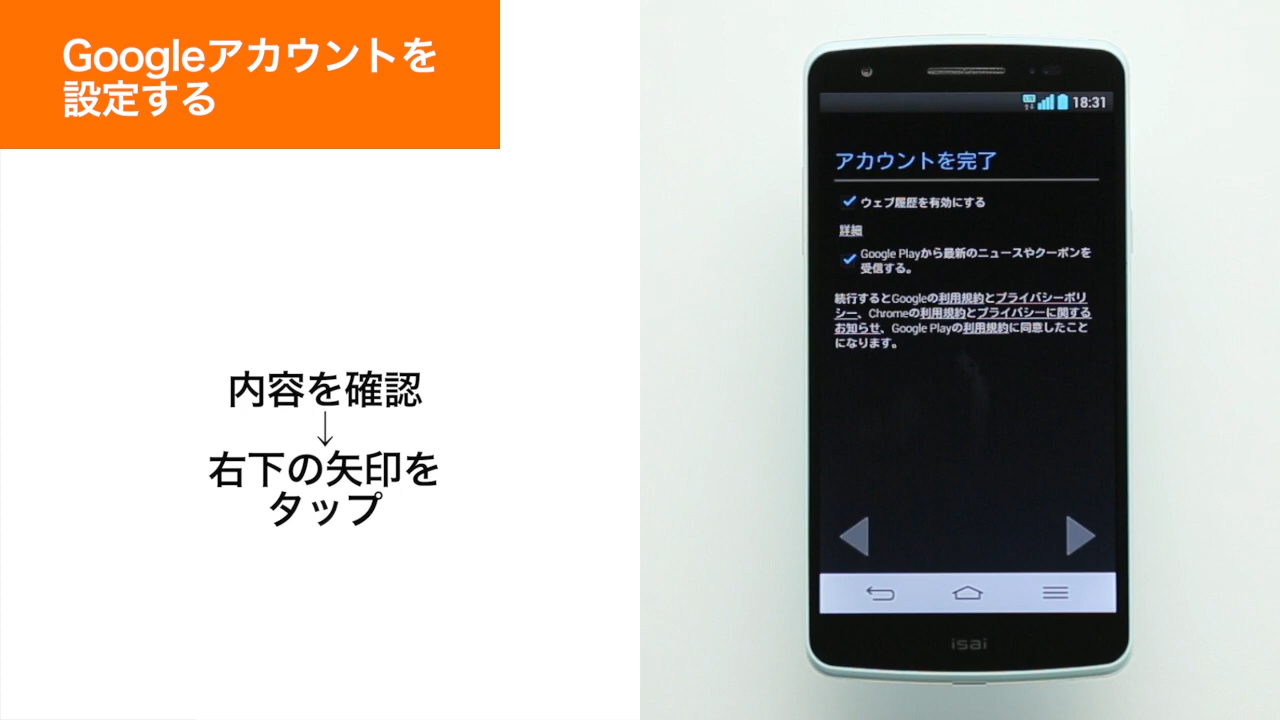 Googleアカウントを
設定する
内容を確認
↓
右下の矢印を
タップ
18:31
アカウントを完了
ウェブ履歴を有効にする
詳細
Google Playから最新のニュースやクーポンを
受信する。
続行するとGoogleの利用規約とプライバシーポリ
シー、Chromeの利用規約とプライバシーに関する
お知らせ、Google Playの利用規約に同意したこと
になります。
isai